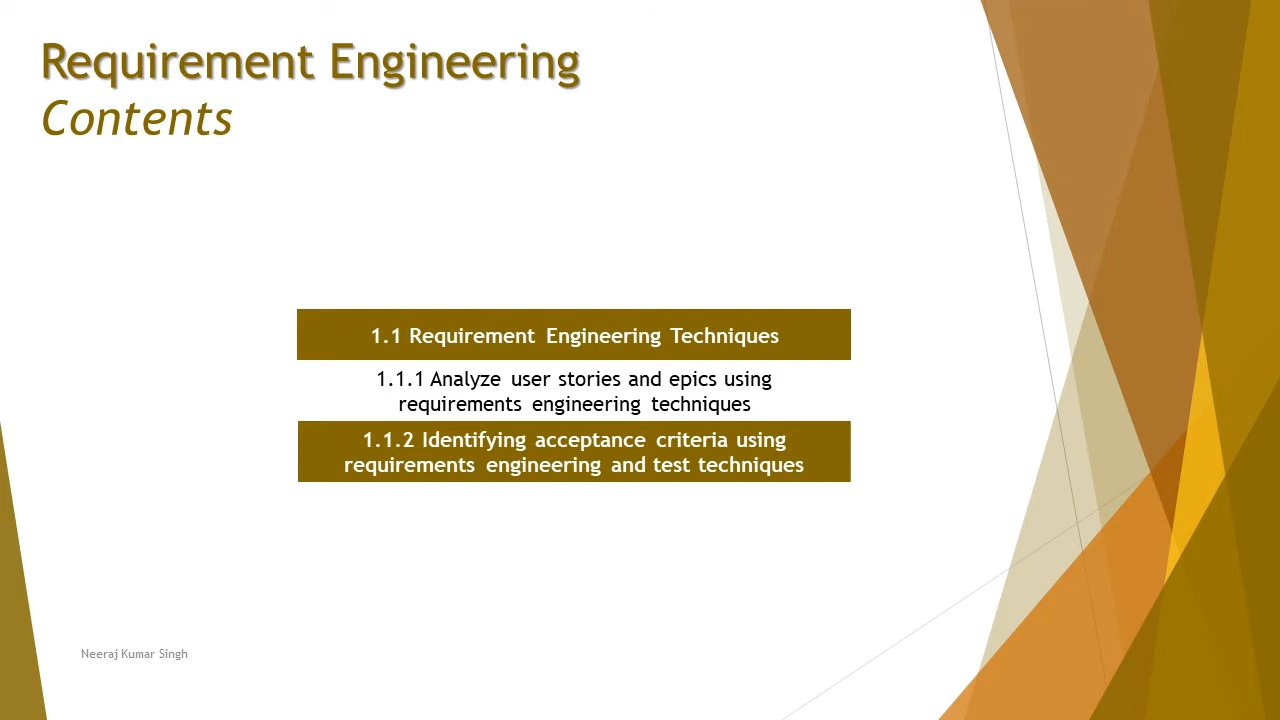 Requirement Engineering
Contents
1.1 Requirement Engineering Techniques
1.1.1 Analyze user stories and epics using
requirements engineering techniques
1.1.2 Identifying acceptance criteria using
requirements engineering and test techniques
Neeraj Kumar Singh